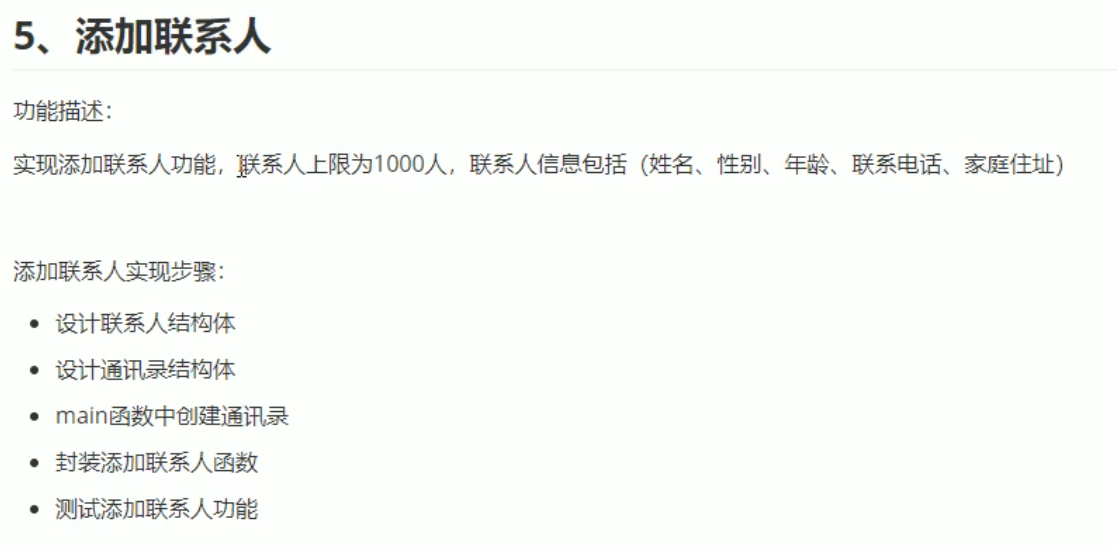 5、添加联系人
功能描述：
实现添加联系人功能，联系人上限为1000人，联系人信息包括（姓名、性别、年龄、联系电话、家庭住址）
添加联系人实现步骤：
设计联系人结构体
设计通讯录结构体
main函数中创建通讯录
封装添加联系人函数
测试添加联系人功能